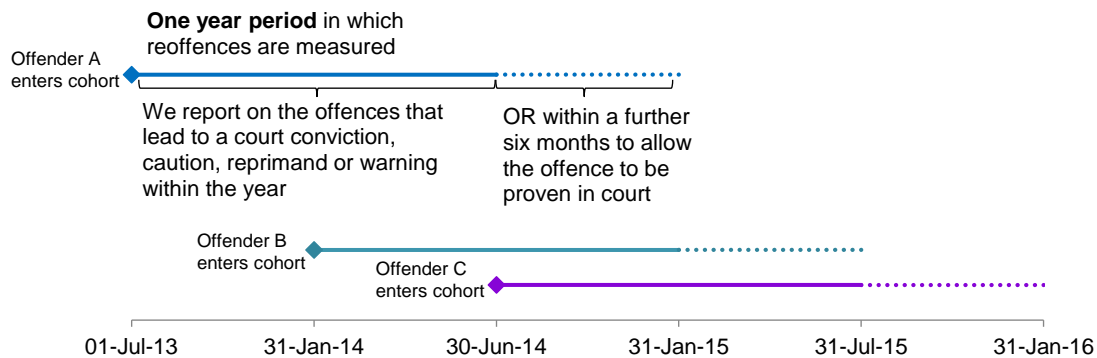 One year period in which
reoffences are measured
Offender A
enters cohort
We report on the offences that
lead to a court conviction,
caution, reprimand or warning
within the year
OR within a further
six months to allow
the offence to be
proven in court
Offender B
enters cohort
Offender C
enters cohort
01-Jul-13
31-Jan-14
30-Jun-14
31-Jan-15
31-Jul-15
31-Jan-16